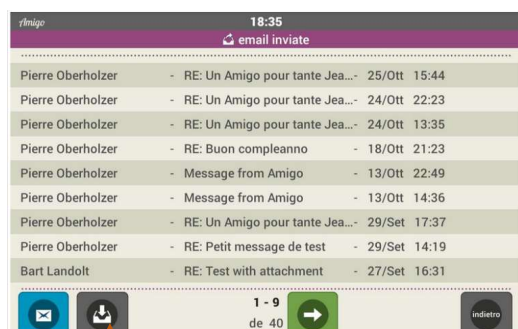 Amigo 18:35
email inviate
Pierre Oberholzer - RE: Un Amigo pour tante Jea...- 25/Ott 15:44
Pierre Oberholzer - RE: Un Amigo pour tante Jea...- 24/Ott 22:23
Pierre Oberholzer - RE: Un Amigo pour tante Jea...- 24/Ott 13:35
Pierre Oberholzer - RE: Buon compleanno - 18/Ott 21:23
Pierre Oberholzer - Message from Amigo - 13/Ott 22:49
Pierre Oberholzer - Message from Amigo - 13/Ott 14:36
Pierre Oberholzer - RE: Un Amigo pour tante Jea...- 29/Set 17:37
Pierre Oberholzer - RE: Petit message de test - 29/Set 14:19
Bart Landolt - RE: Test with attachment - 27/Set 16:31
1 - 9
de 40
indietro